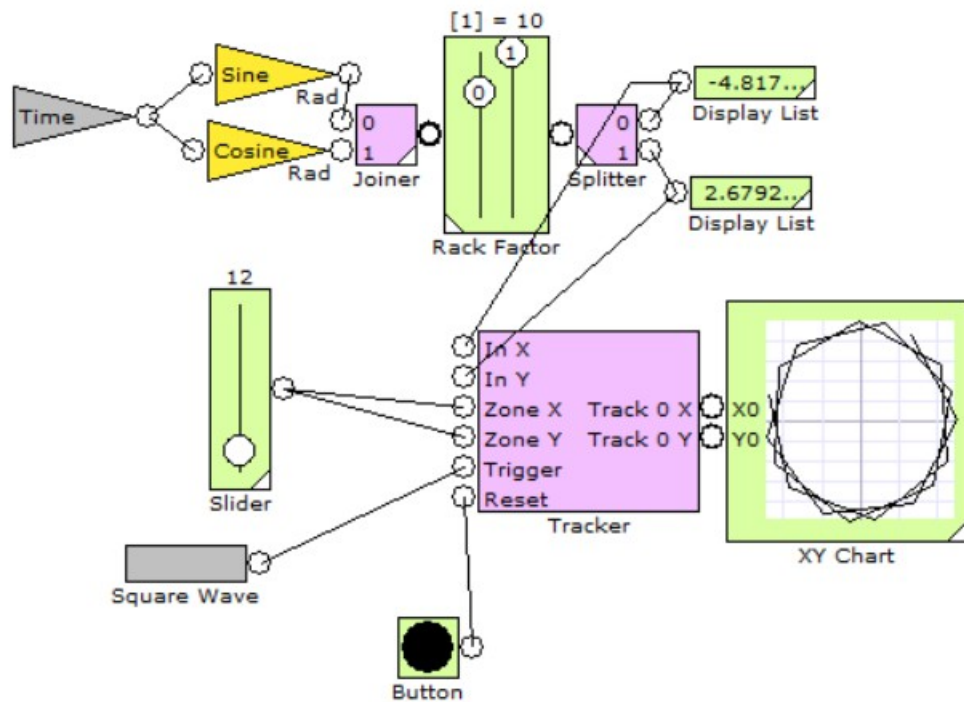 [1] = 10
Time
Sine
Rad
Cosine
Rad
0
1
Joiner
0
1
Rack Factor
0
1
Splitter
-4.817...
Display List
2.6792...
Display List
12
Slider
In X
In Y
Zone X
Zone Y
Trigger
Reset
Track 0 X
Track 0 Y
Tracker
X0
Y0
XY Chart
Square Wave
Button